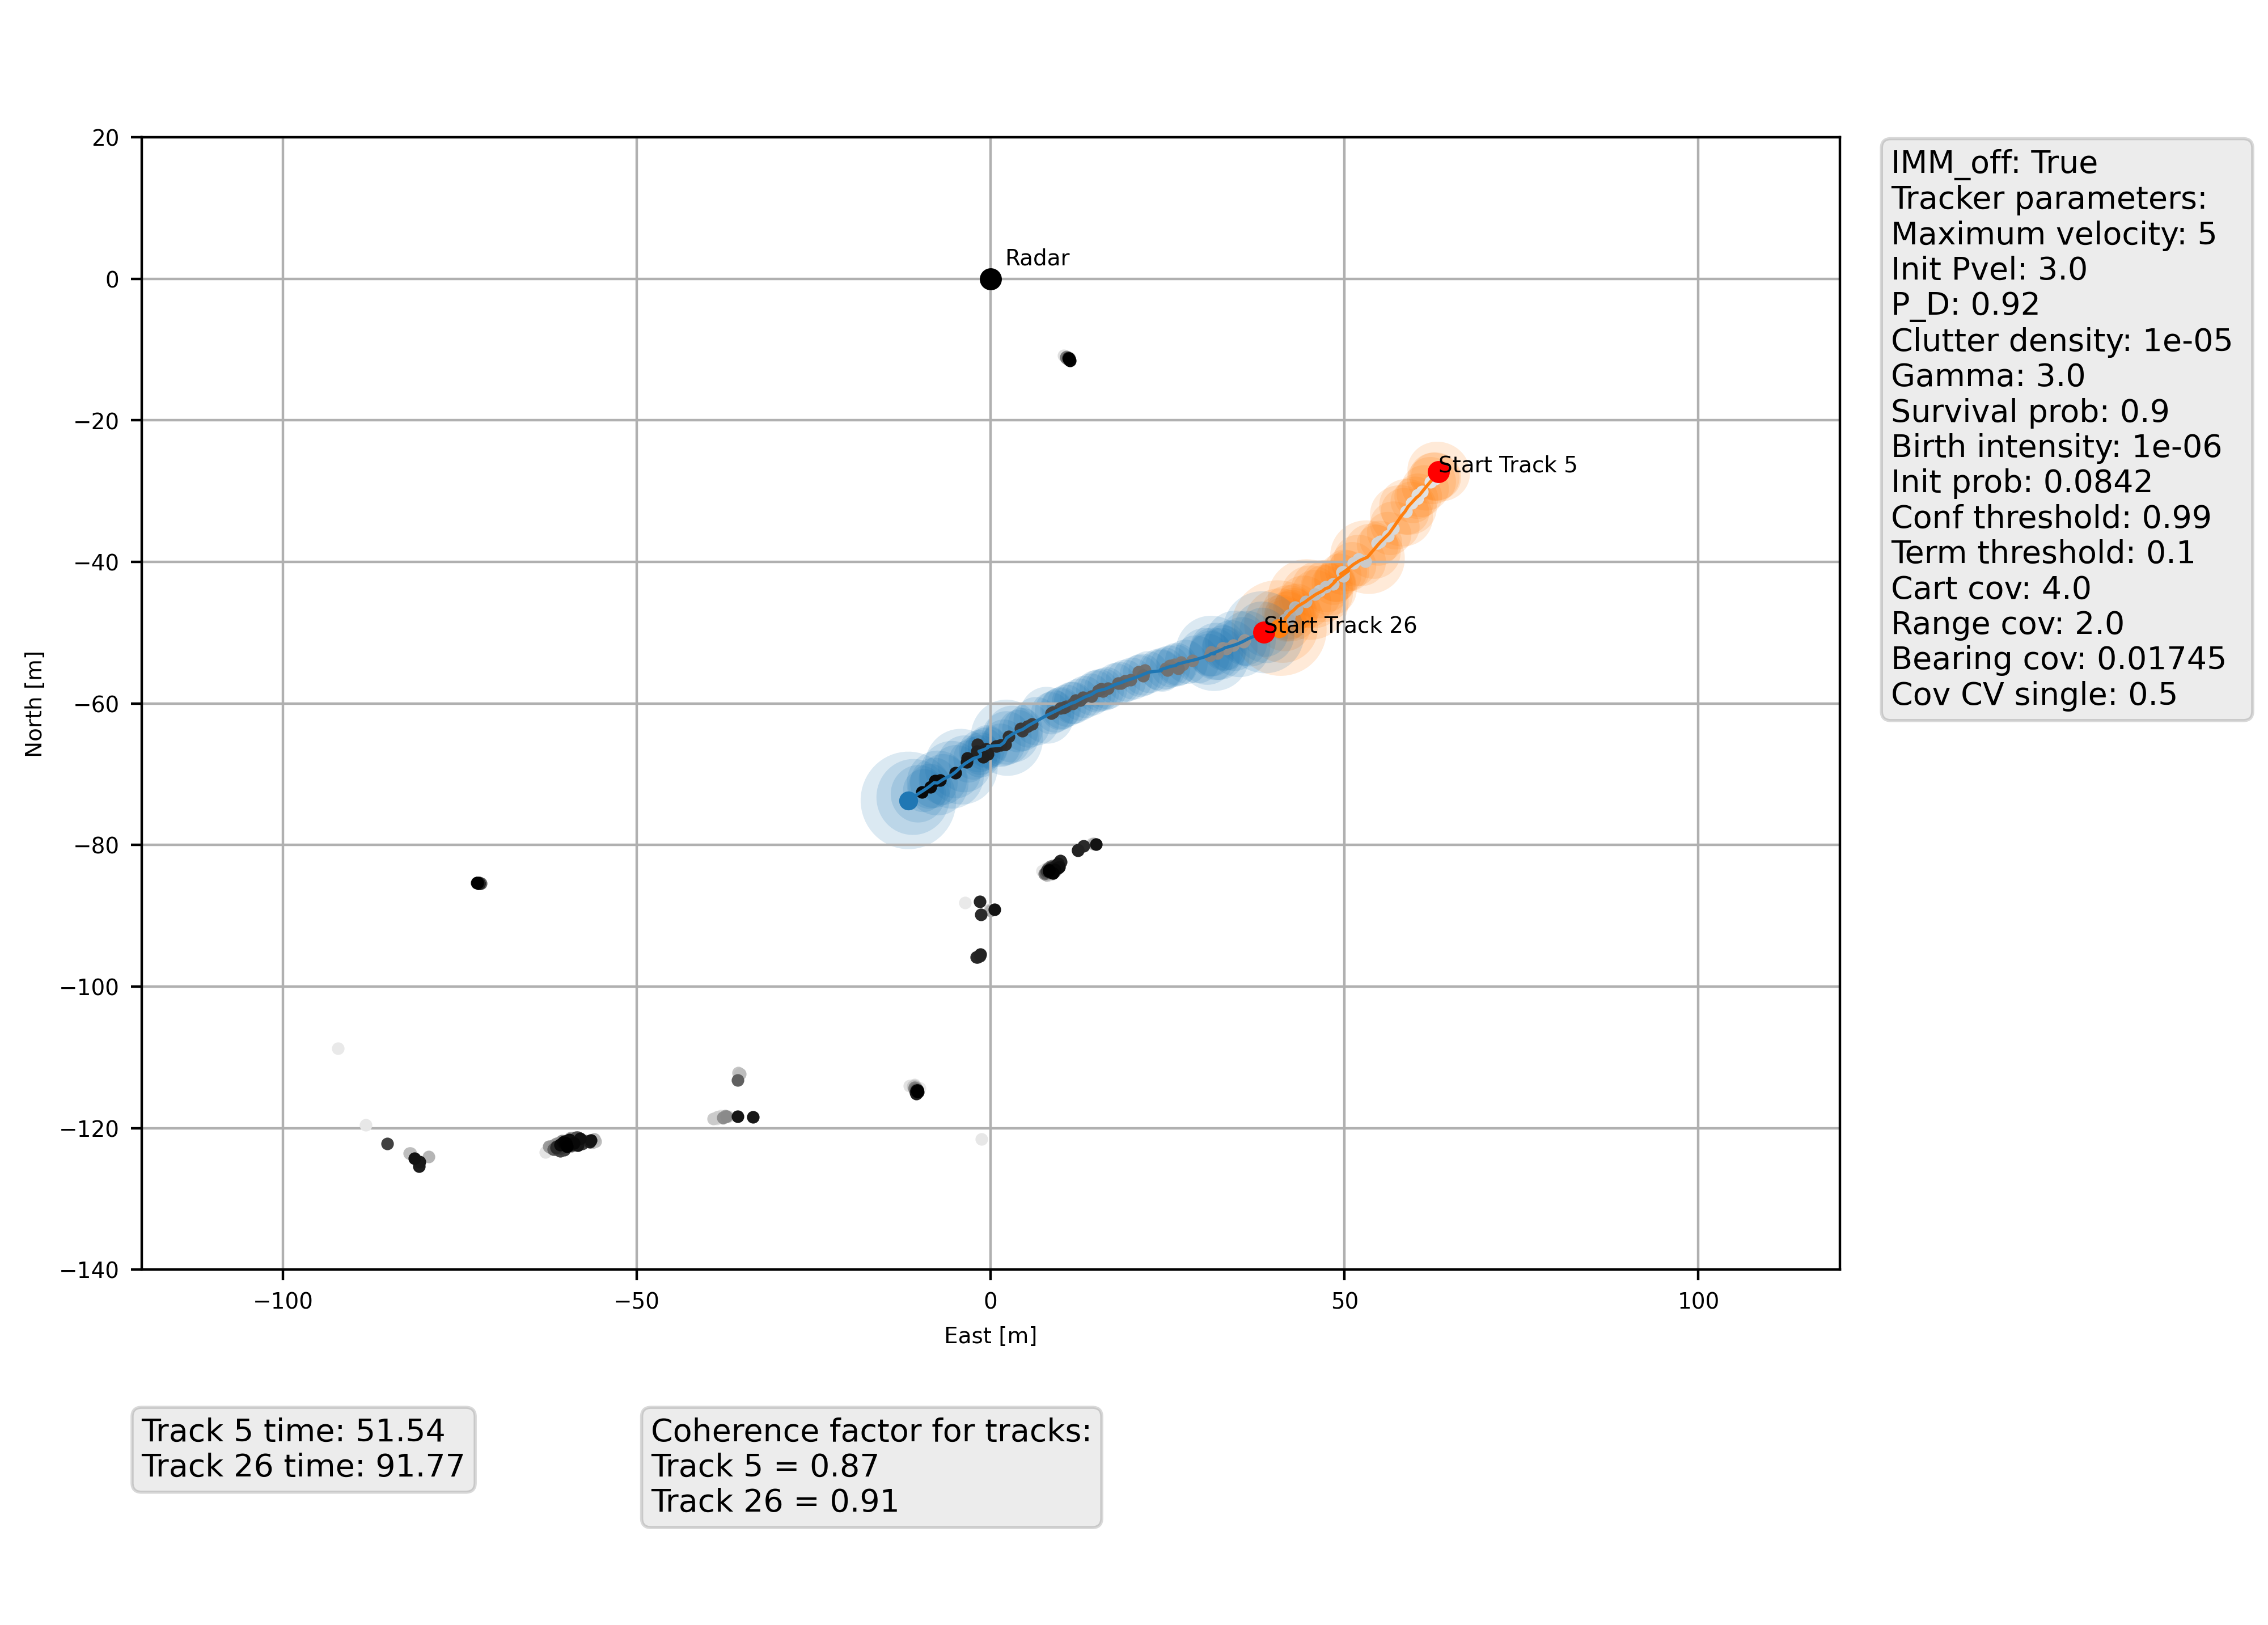 20
0
−20
−40
−60
−80
−100
−120
−140
−100
−50
0
50
100
North [m]
East [m]
Radar
Start Track 5
Start Track 26
IMM_off: True
Tracker parameters:
Maximum velocity: 5
Init Pvel: 3.0
P_D: 0.92
Clutter density: 1e-05
Gamma: 3.0
Survival prob: 0.9
Birth intensity: 1e-06
Init prob: 0.0842
Conf threshold: 0.99
Term threshold: 0.1
Cart cov: 4.0
Range cov: 2.0
Bearing cov: 0.01745
Cov CV single: 0.5
Track 5 time: 51.54
Track 26 time: 91.77
Coherence factor for tracks:
Track 5 = 0.87
Track 26 = 0.91